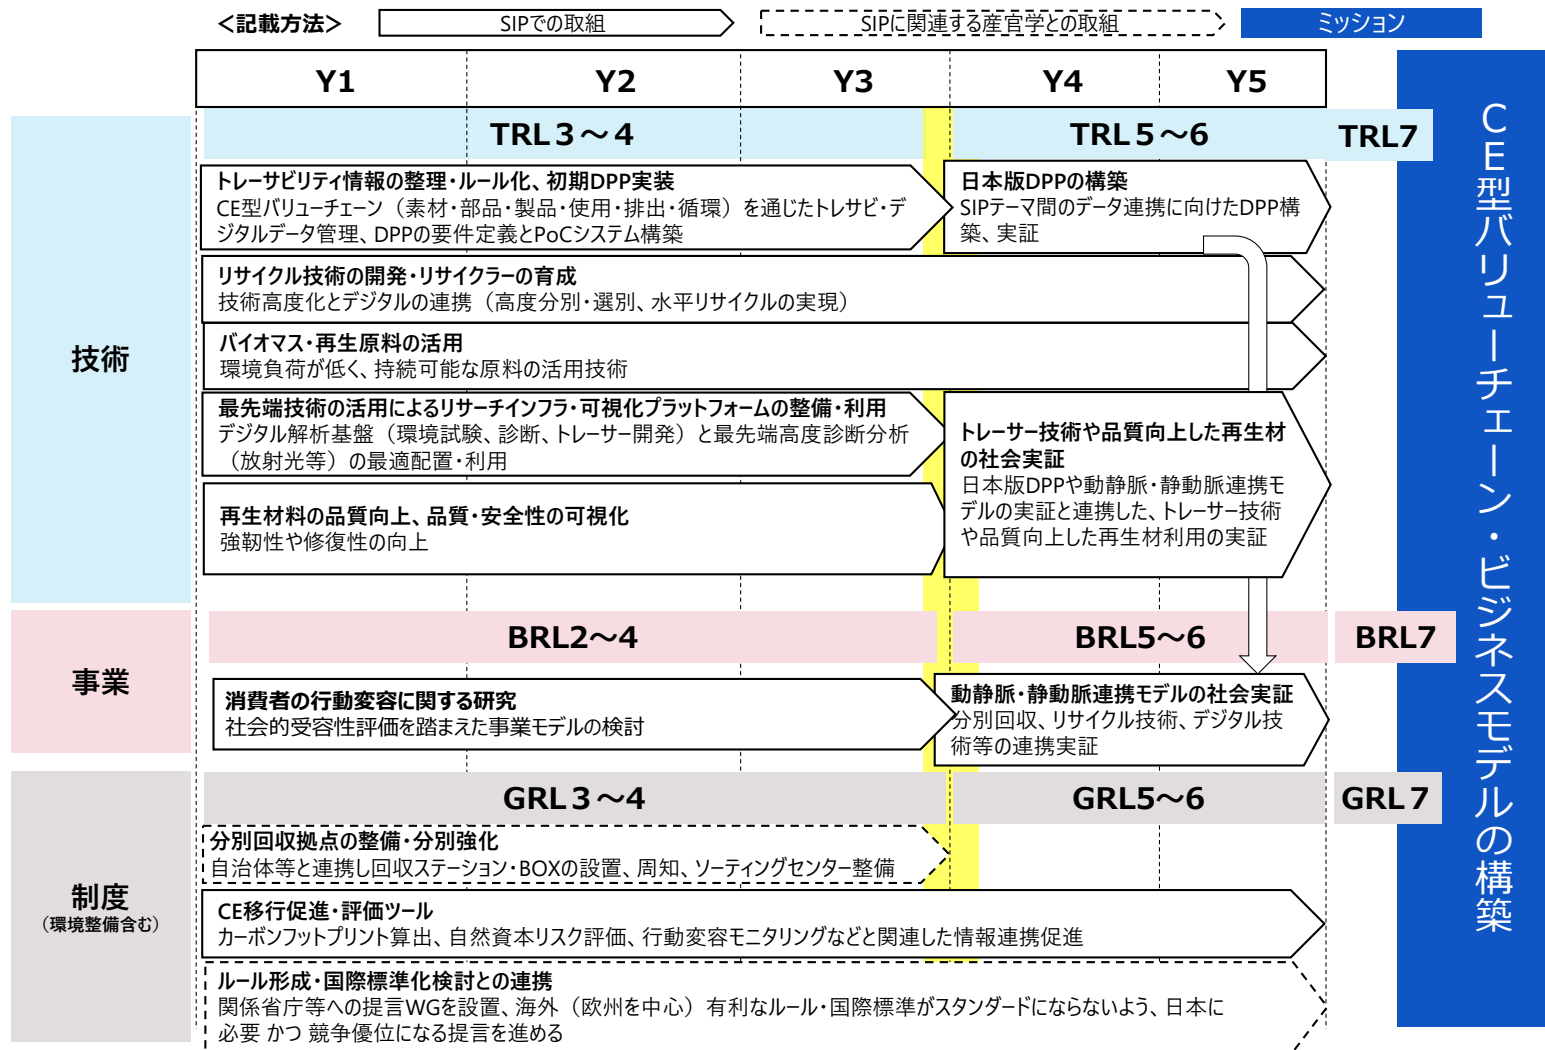 ＜記載方法＞
SIPでの取組
SIPに関連する産官学との取組
ミッション
Y1
Y2
Y3
Y4
Y5
技術
TRL３～４
TRL５～6
TRL7
トレーサビリティ情報の整理・ルール化、初期DPP実装
CE型バリューチェーン（素材・部品・製品・使用・排出・循環）を通じたトレサビ・デ
ジタルデータ管理、DPPの要件定義とPoCシステム構築
日本版DPPの構築
SIPテーマ間のデータ連携に向けたDPP構
築、実証
リサイクル技術の開発・リサイクラーの育成
技術高度化とデジタルの連携（高度分別・選別、水平リサイクルの実現）
バイオマス・再生原料の活用
環境負荷が低く、持続可能な原料の活用技術
最先端技術の活用によるリサーチインフラ・可視化プラットフォームの整備・利用
デジタル解析基盤（環境試験、診断、トレーサー開発）と最先端高度診断分析
（放射光等）の最適配置・利用
再生材料の品質向上、品質・安全性の可視化
強靭性や修復性の向上
トレーサー技術や品質向上した再生材
の社会実証
日本版DPPや動静脈・静動脈連携モ
デルの実証と連携した、トレーサー技術
や品質向上した再生材利用の実証
事業
BRL2～4
BRL5～6
BRL7
消費者の行動変容に関する研究
社会的受容性評価を踏まえた事業モデルの検討
動静脈・静動脈連携モデルの社会実証
分別回収、リサイクル技術、デジタル技
術等の連携実証
制度
（環境整備含む）
GRL３～4
GRL5～6
GRL７
分別回収拠点の整備・分別強化
自治体等と連携し回収ステーション・BOXの設置、周知、ソーティングセンター整備
CE移行促進・評価ツール
カーボンフットプリント算出、自然資本リスク評価、行動変容モニタリングなどと関連した情報連携促進
ルール形成・国際標準化検討との連携
関係省庁等への提言WGを設置、海外（欧州を中心）有利なルール・国際標準がスタンダードにならないよう、日本に
必要 かつ 競争優位になる提言を進める
ＣＥ型バリューチェーン・ビジネスモデルの構築